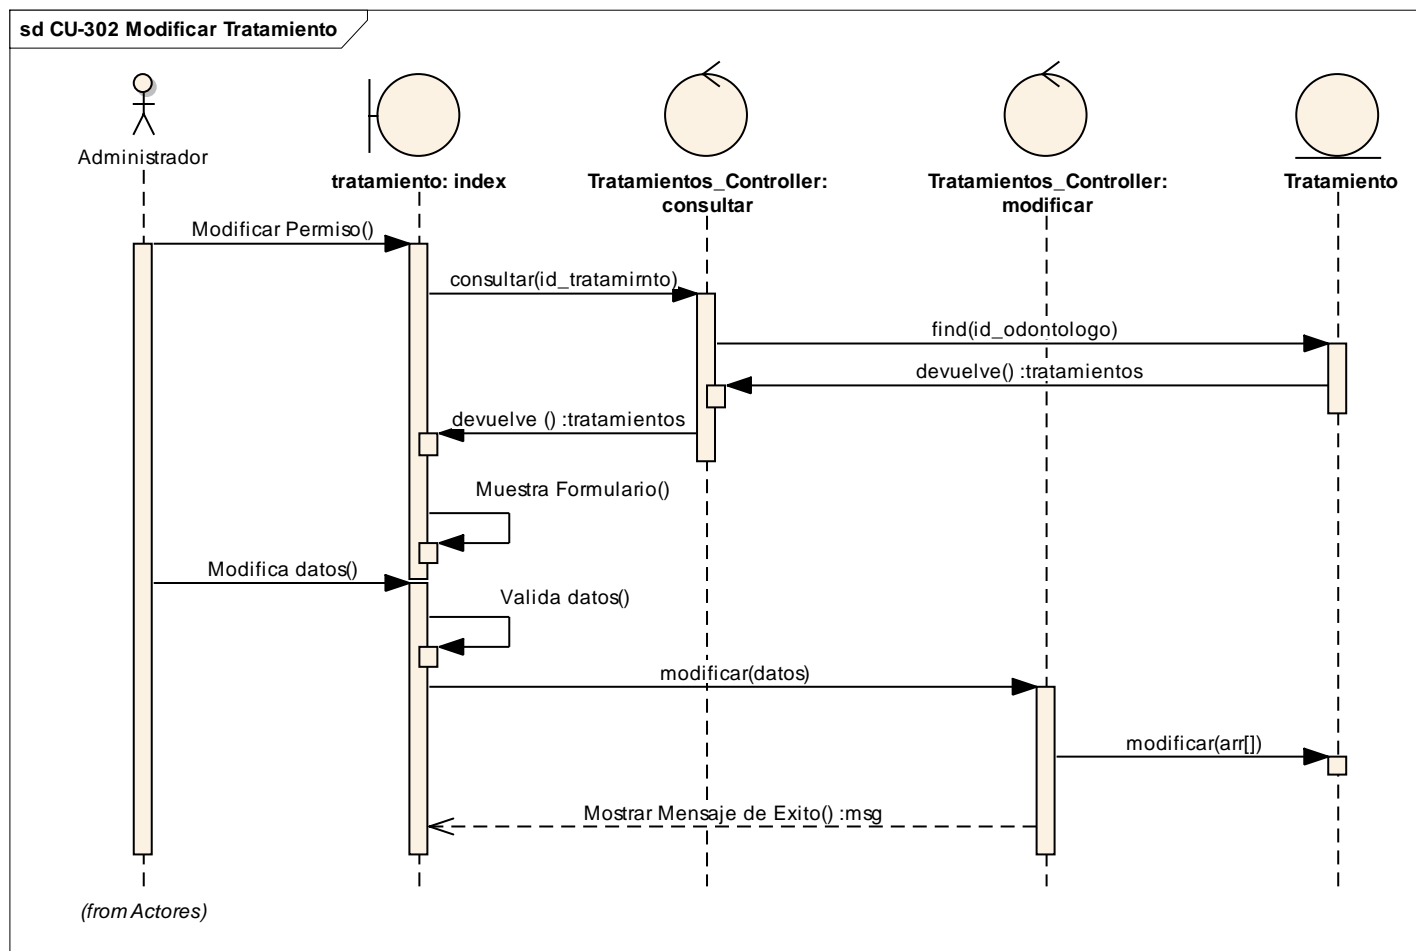 sd CU-302 Modificar Tratamiento
Administrador
tratamiento: index
Tratamientos_Controller:
consultar
Tratamientos_Controller:
modificar
Tratamiento
Modificar Permiso()
consultar(id_tratamirnto)
find(id_odontologo)
devuelve() :tratamientos
devuelve () :tratamientos
Muestra Formulario()
Modifica datos()
Valida datos()
modificar(datos)
modificar(arr[])
Mostrar Mensaje de Exito() :msg
(from Actores)